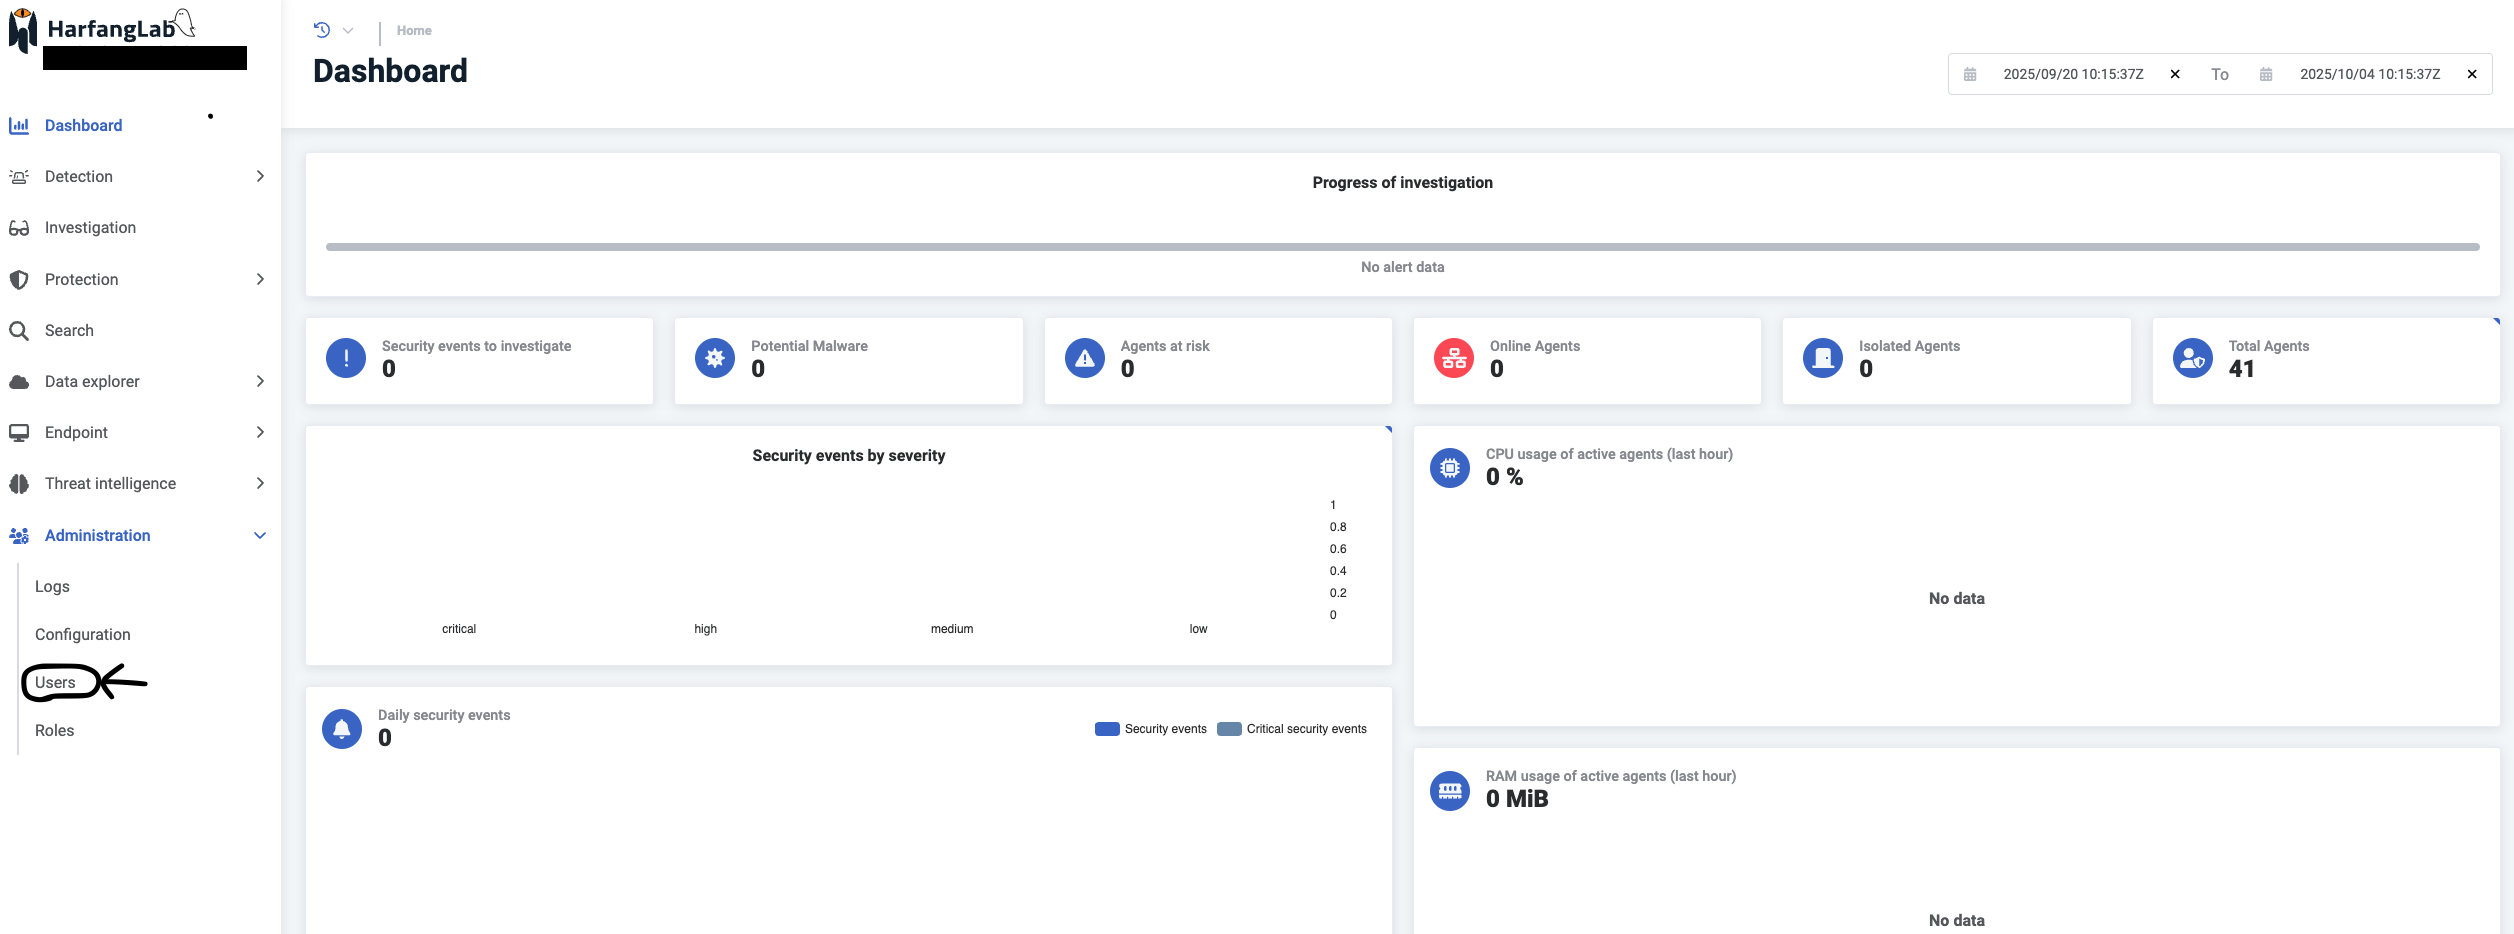 HarfangLab
Home
Dashboard
2025/09/20 10:15:37Z
To
2025/10/04 10:15:37Z
Dashboard
Detection
Investigation
Protection
Search
Data explorer
Endpoint
Threat intelligence
Administration
Logs
Configuration
Users
Roles
Progress of investigation
No alert data
Security events to investigate
0
Potential Malware
0
Agents at risk
0
Online Agents
0
Isolated Agents
0
Total Agents
41
Security events by severity
1
0.8
0.6
0.4
0.2
0
critical
high
medium
low
CPU usage of active agents (last hour)
0 %
No data
Daily security events
0
Security events
Critical security events
RAM usage of active agents (last hour)
0 MiB
No data